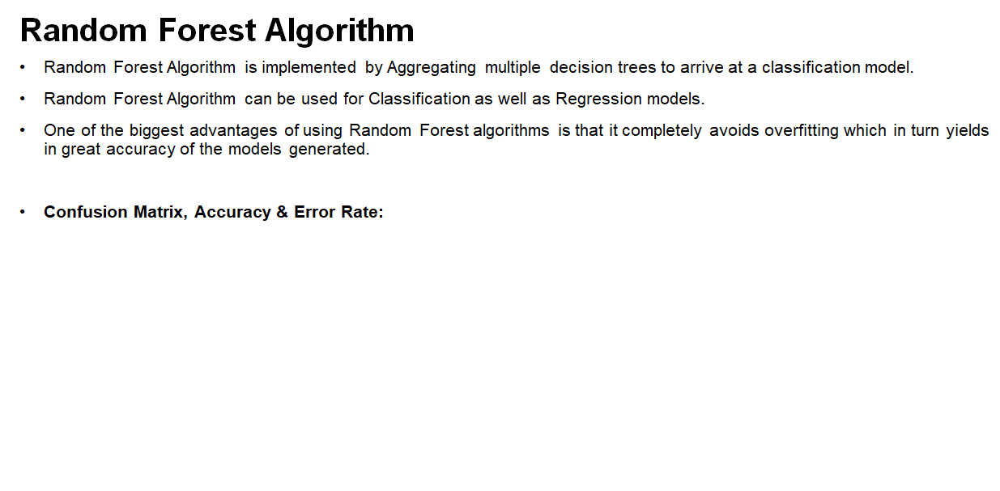 Random Forest Algorithm
• Random Forest Algorithm is implemented by Aggregating multiple decision trees to arrive at a classification model.
• Random Forest Algorithm can be used for Classification as well as Regression models.
• One of the biggest advantages of using Random Forest algorithms is that it completely avoids overfitting which in turn yields
in great accuracy of the models generated.
• Confusion Matrix, Accuracy & Error Rate: